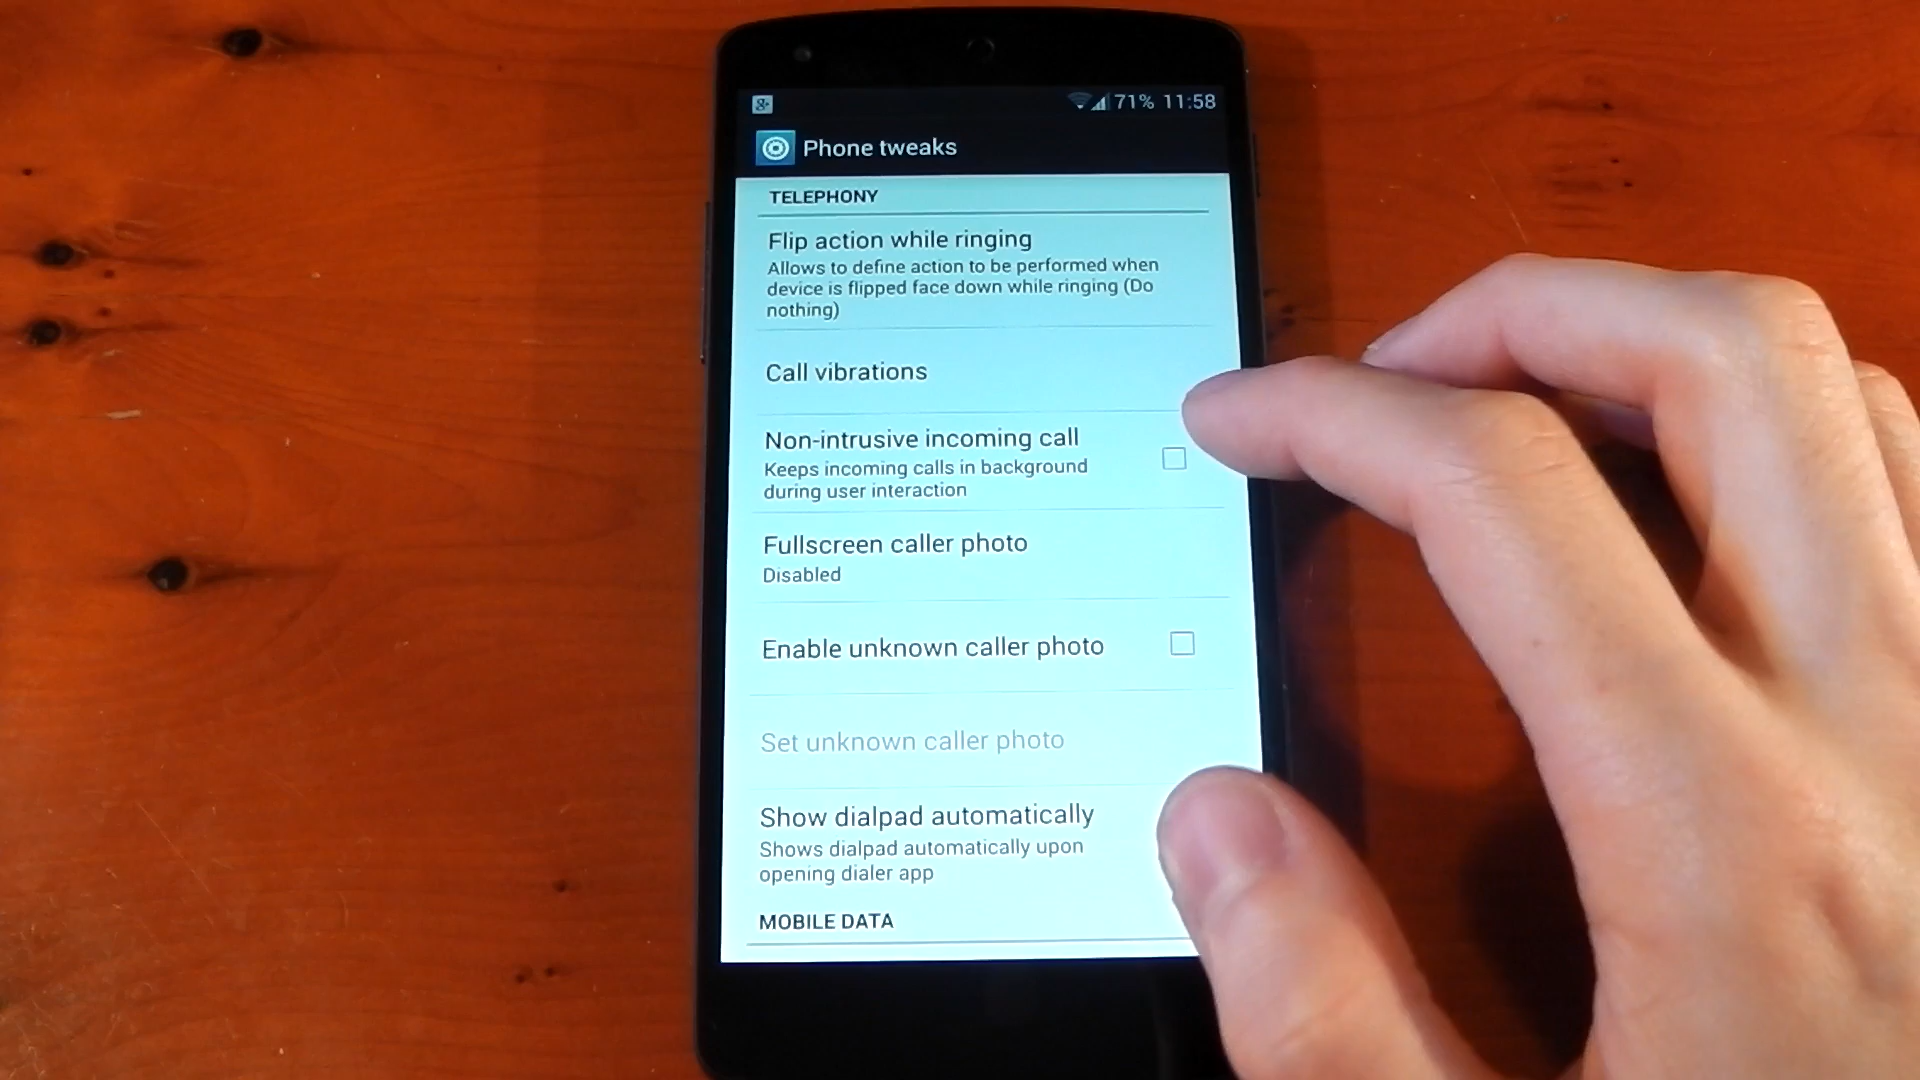 g+ 71% 11:58
Phone tweaks
TELEPHONY
Flip action while ringing
Allows to define action to be performed when
device is flipped face down while ringing (Do
nothing)
Call vibrations
Non-intrusive incoming call
Keeps incoming calls in background
during user interaction
Fullscreen caller photo
Disabled
Enable unknown caller photo
Set unknown caller photo
Show dialpad automatically
Shows dialpad automatically upon
opening dialer app
MOBILE DATA